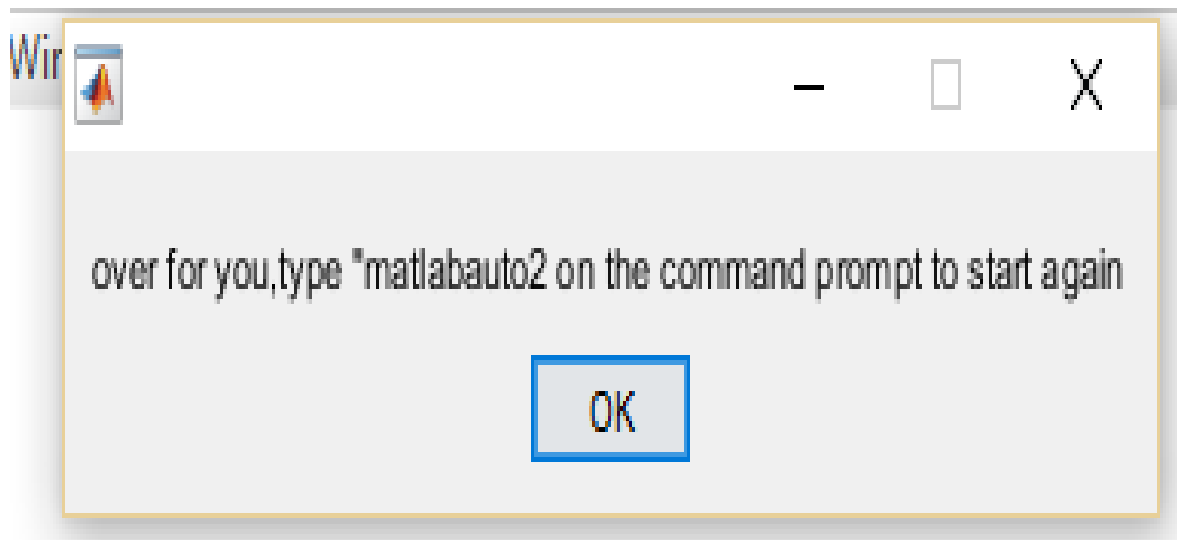 Wir
over for you,type "matlabauto2 on the command prompt to start again
OK